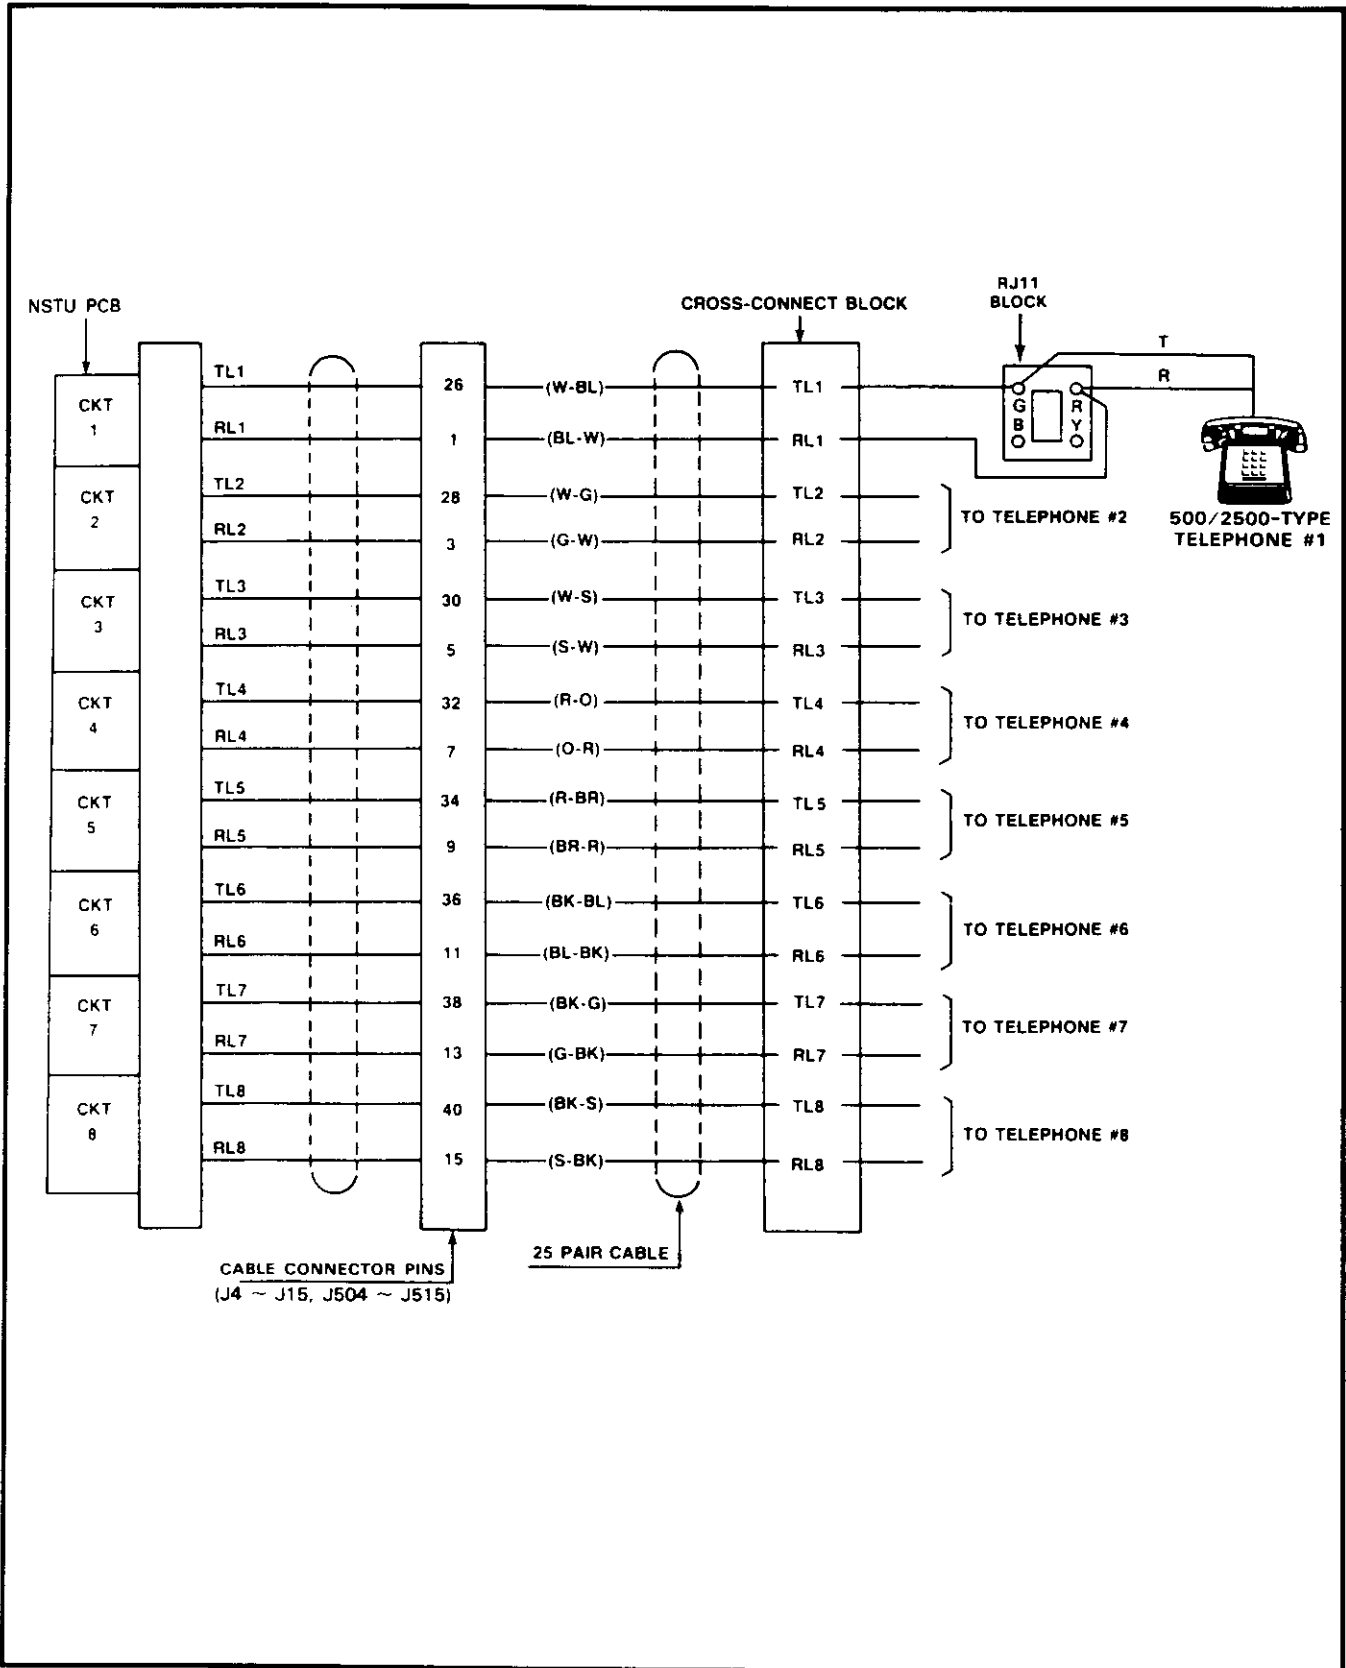 NSTU PCB
CROSS-CONNECT BLOCK
RJ11
BLOCK
T
R
TL1
26
(W-BL)
TL1
CKT
1
G
R
B
Y
RL1
1
(BL-W)
RL1
TL2
28
(W-G)
TL2
CKT
2
TO TELEPHONE #2
500/2500-TYPE
TELEPHONE #1
RL2
3
(G-W)
RL2
TL3
30
(W-S)
TL3
CKT
3
TO TELEPHONE #3
RL3
5
(S-W)
RL3
TL4
32
(R-O)
TL4
CKT
4
TO TELEPHONE #4
RL4
7
(O-R)
RL4
TL5
34
(R-BR)
TL5
CKT
5
TO TELEPHONE #5
RL5
9
(BR-R)
RL5
TL6
36
(BK-BL)
TL6
CKT
6
TO TELEPHONE #6
RL6
11
(BL-BK)
RL6
TL7
38
(BK-G)
TL7
CKT
7
TO TELEPHONE #7
RL7
13
(G-BK)
RL7
TL8
40
(BK-S)
TL8
CKT
8
TO TELEPHONE #8
RL8
15
(S-BK)
RL8
25 PAIR CABLE
CABLE CONNECTOR PINS
(J4 ~ J15, J504 ~ J515)